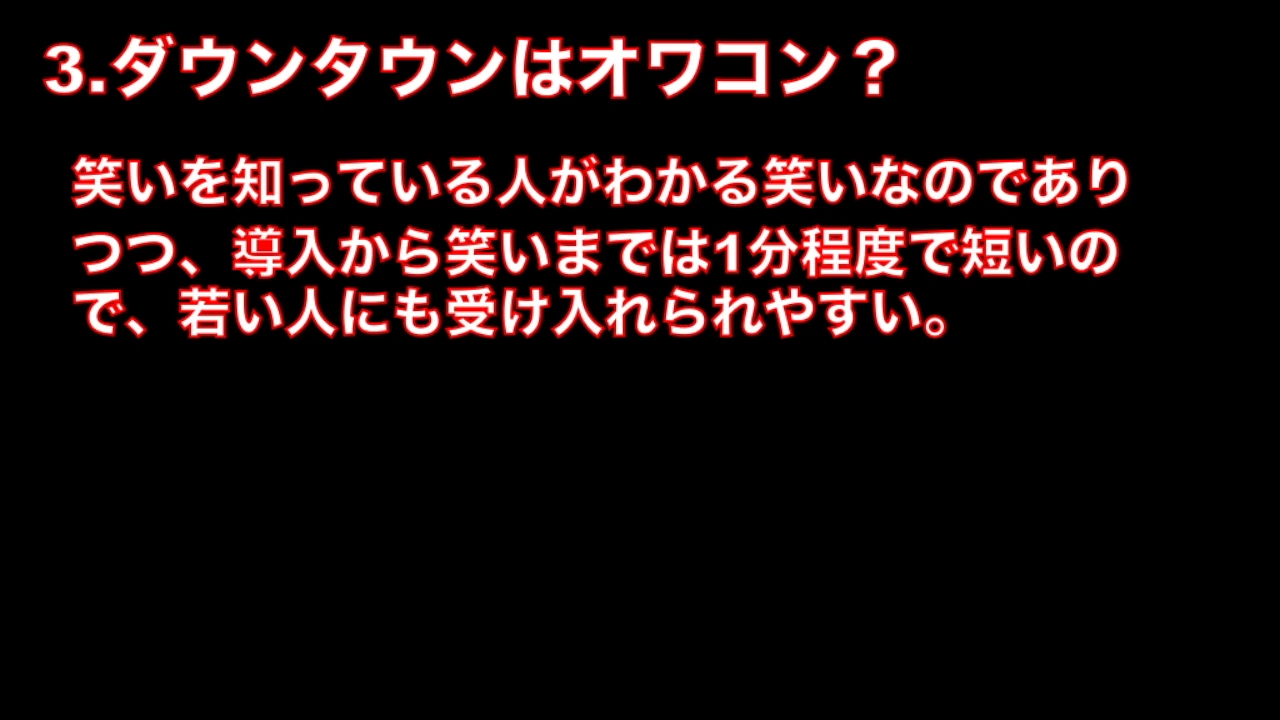 3.ダウンタウンはオワコン？
笑いを知っている人がわかる笑いなのであり
つつ、導入から笑いまでは1分程度で短いの
で、若い人にも受け入れられやすい。